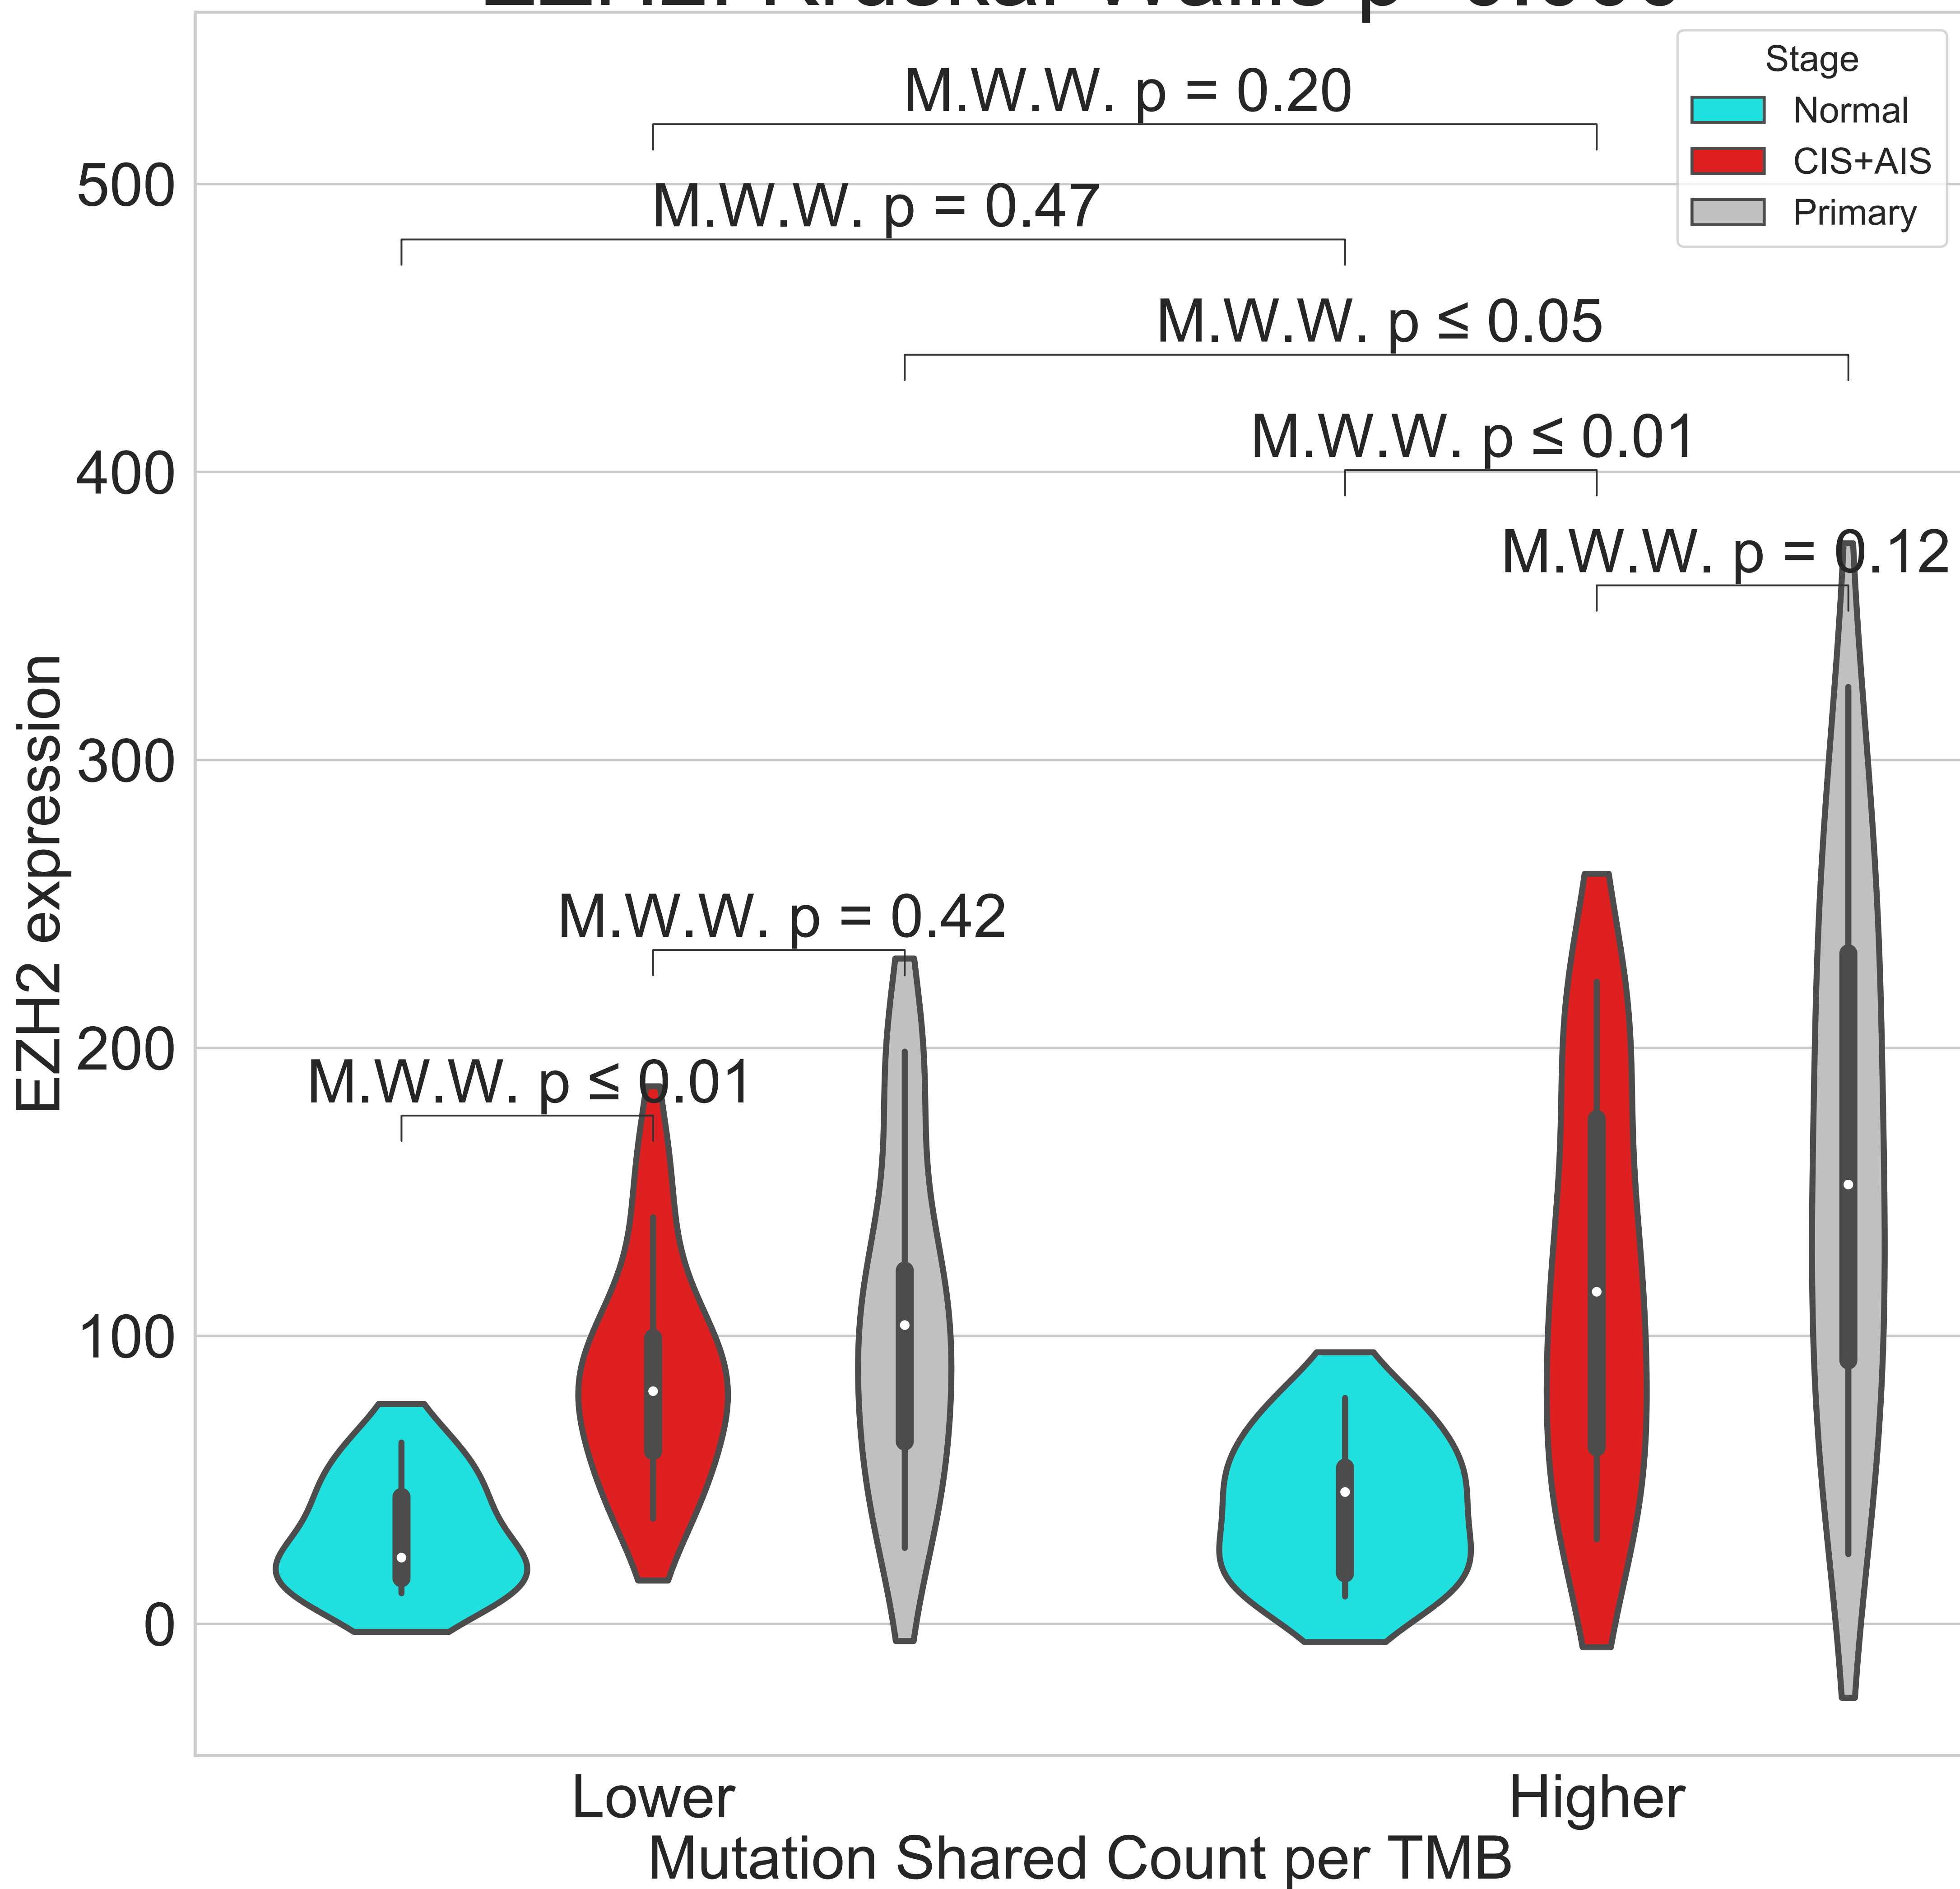 Stage
Normal
CIS+AIS
Primary
M.W.W. p = 0.20
M.W.W. p = 0.47
M.W.W. p ≤ 0.05
M.W.W. p ≤ 0.01
M.W.W. p = 0.12
M.W.W. p = 0.42
M.W.W. p ≤ 0.01
500
400
300
200
100
0
EZH2 expression
Lower
Higher
Mutation Shared Count per TMB